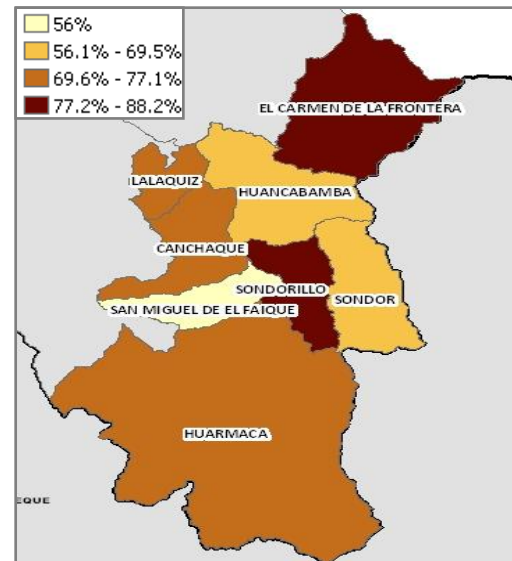 56%
56.1% - 69.5%
69.6% - 77.1%
77.2% - 88.2%
EL CARMEN DE LA FRONTERA
LALAQUIZ
HUANCABAMBA
CANCHAQUE
SONDORILLO
SONDOR
SAN MIGUEL DE EL FAIQUE
HUARMACA
EQUE